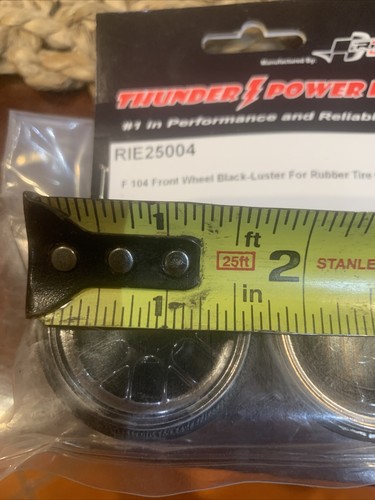 Manufactured By
THUNDER POWER
#1 in Performance and Reliab
RIE25004
F 104 Front Wheel Black-Luster For Rubber Tire
1
ft
25ft
2
STANLE
1
in